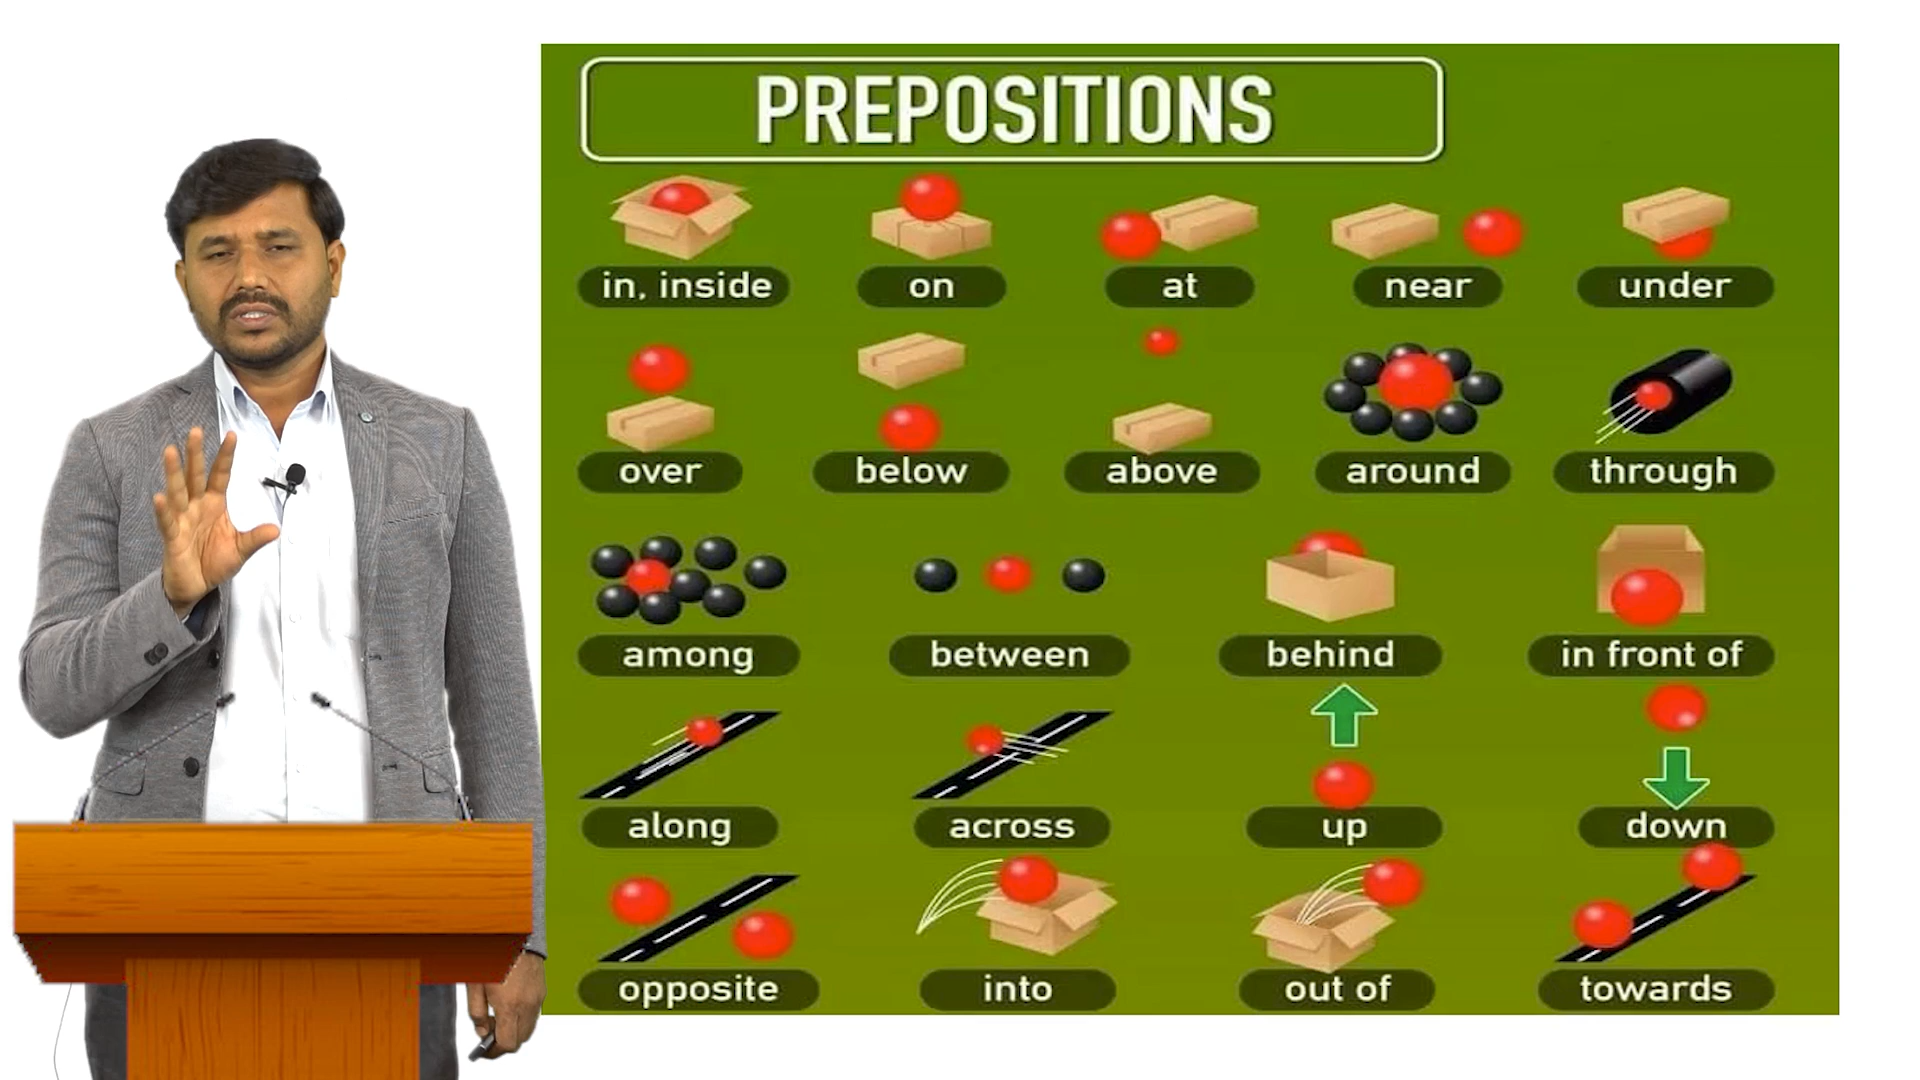 PREPOSITIONS
in, inside
on
at
near
under
over
below
above
around
through
among
between
behind
in front of
along
across
up
down
opposite
into
out of
towards